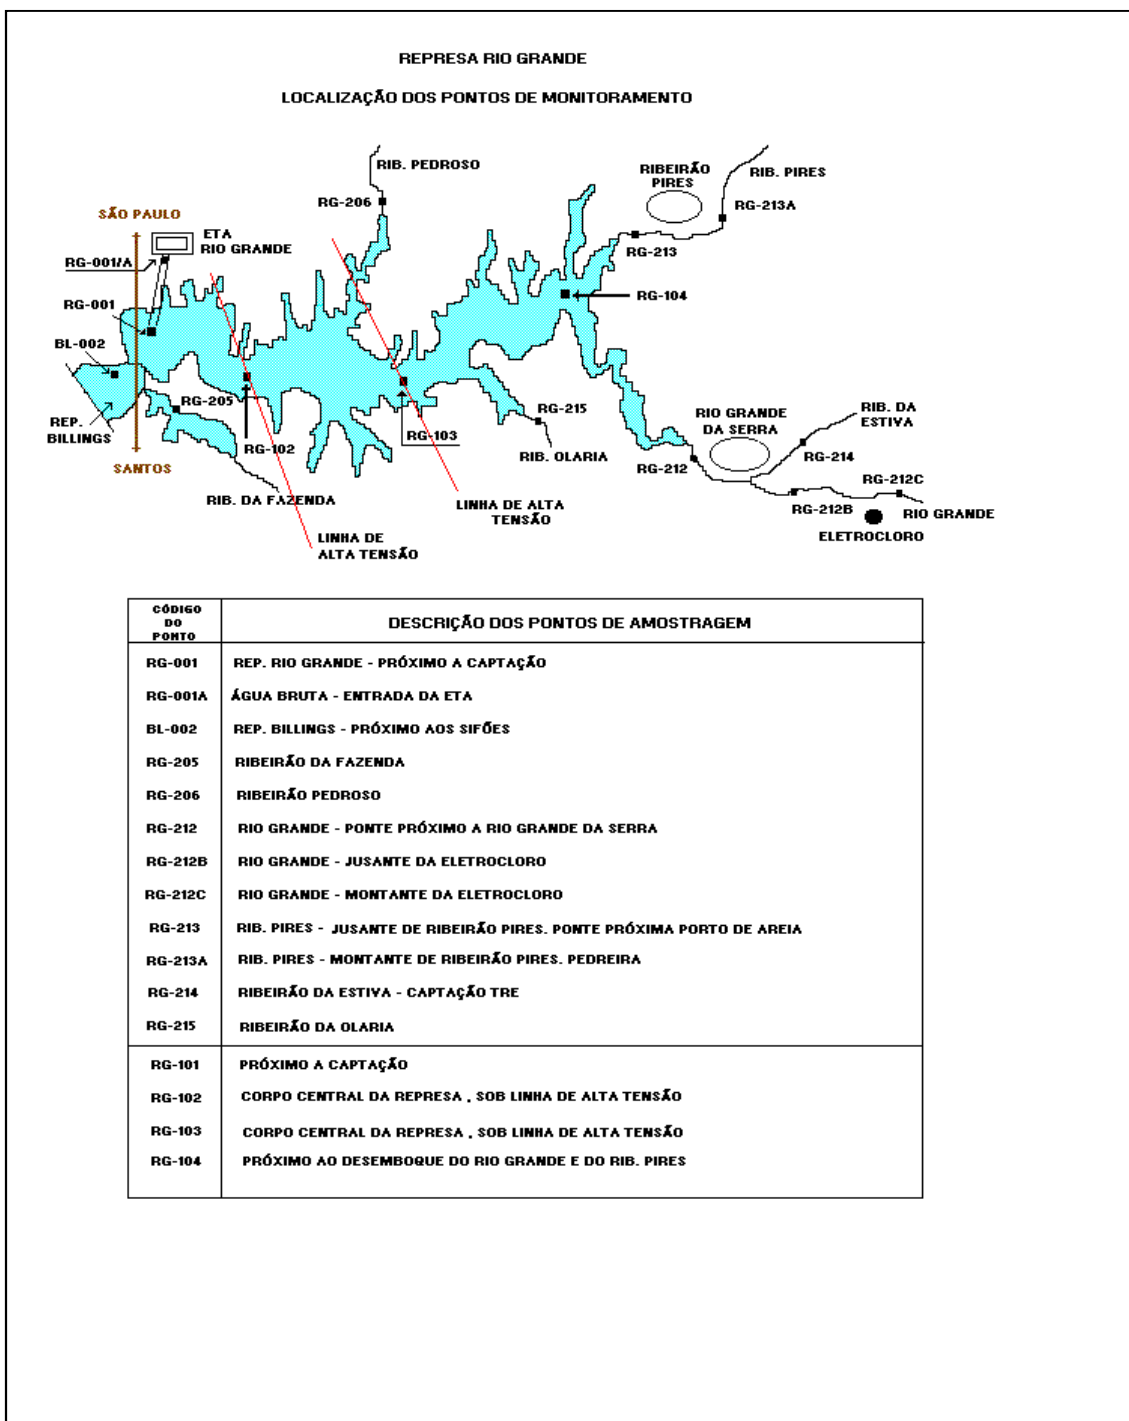 REPRESA RIO GRANDE
LOCALIZAÇÃO DOS PONTOS DE MONITORAMENTO
RIB. PEDROSO
RIBEIRÃO
PIRES
RIB. PIRES
RG-206
RG-213A
SÃO PAULO
ETA
RIO GRANDE
RG-213
RG-001/A
RG-104
RG-001
BL-002
RG-205
RG-215
REP.
BILLINGS
RG-102
RG-103
RIO GRANDE
DA SERRA
RIB. DA
ESTIVA
SANTOS
RIB. OLARIA
RG-212
RG-214
RG-212C
RIB. DA FAZENDA
LINHA DE ALTA
TENSÃO
RG-212B
RIO GRANDE
ELETROCLORO
LINHA DE
ALTA TENSÃO
CÓDIGO
DO
PONTO
DESCRIÇÃO DOS PONTOS DE AMOSTRAGEM
RG-001 REP. RIO GRANDE - PRÓXIMO A CAPTAÇÃO
RG-001A ÁGUA BRUTA - ENTRADA DA ETA
BL-002 REP. BILLINGS - PRÓXIMO AOS SIFÕES
RG-205 RIBEIRÃO DA FAZENDA
RG-206 RIBEIRÃO PEDROSO
RG-212 RIO GRANDE - PONTE PRÓXIMO A RIO GRANDE DA SERRA
RG-212B RIO GRANDE - JUSANTE DA ELETROCLORO
RG-212C RIO GRANDE - MONTANTE DA ELETROCLORO
RG-213 RIB. PIRES - JUSANTE DE RIBEIRÃO PIRES. PONTE PRÓXIMA PORTO DE AREIA
RG-213A RIB. PIRES - MONTANTE DE RIBEIRÃO PIRES. PEDREIRA
RG-214 RIBEIRÃO DA ESTIVA - CAPTAÇÃO TRE
RG-215 RIBEIRÃO DA OLARIA
RG-101 PRÓXIMO A CAPTAÇÃO
RG-102 CORPO CENTRAL DA REPRESA , SOB LINHA DE ALTA TENSÃO
RG-103 CORPO CENTRAL DA REPRESA , SOB LINHA DE ALTA TENSÃO
RG-104 PRÓXIMO AO DESEMBOQUE DO RIO GRANDE E DO RIB. PIRES